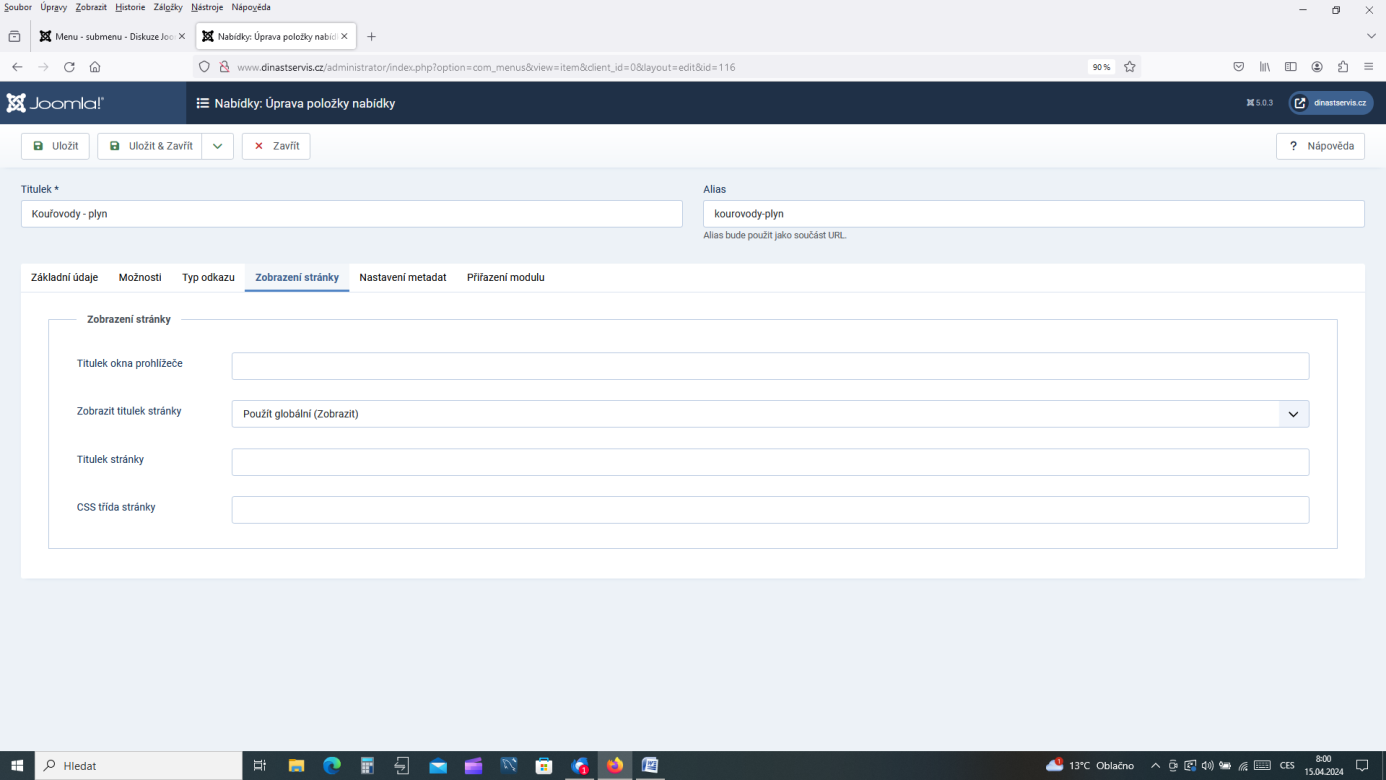 Soubor Úpravy Zobrazit Historie Záložky Nástroje Nápověda
Menu - submenu - Diskuze Joo
Nabídky: Úprava položky nabíd
www.dinastservis.cz/administrator/index.php?option=com_menus&view=item&client_id=0&layout=edit&id=116
90 %
Joomla!®
Nabídky: Úprava položky nabídky
5.0.3
dinastservis.cz
Uložit
Uložit & Zavřít
Zavřít
? Nápověda
Titulek *
Alias
Kouřovody - plyn
kourovody-plyn
Alias bude použit jako součást URL.
Základní údaje Možnosti Typ odkazu Zobrazení stránky Nastavení metadat Přiřazení modulu
Zobrazení stránky
Titulek okna prohlížeče
Zobrazit titulek stránky
Použít globální (Zobrazit)
Titulek stránky
CSS třída stránky
Hledat
1
1
13°C Oblačno
CES
8:00
15.04.2024